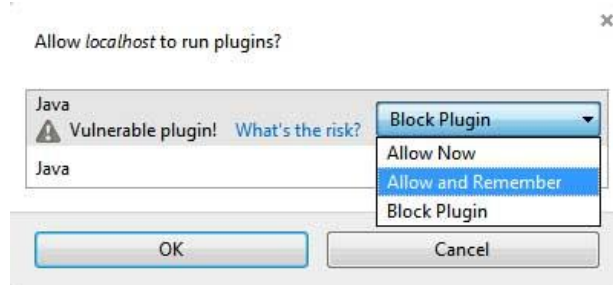 Allow localhost to run plugins?
Java
Vulnerable plugin! What's the risk? Block Plugin
Allow Now
Java
Allow and Remember
Block Plugin
OK Cancel